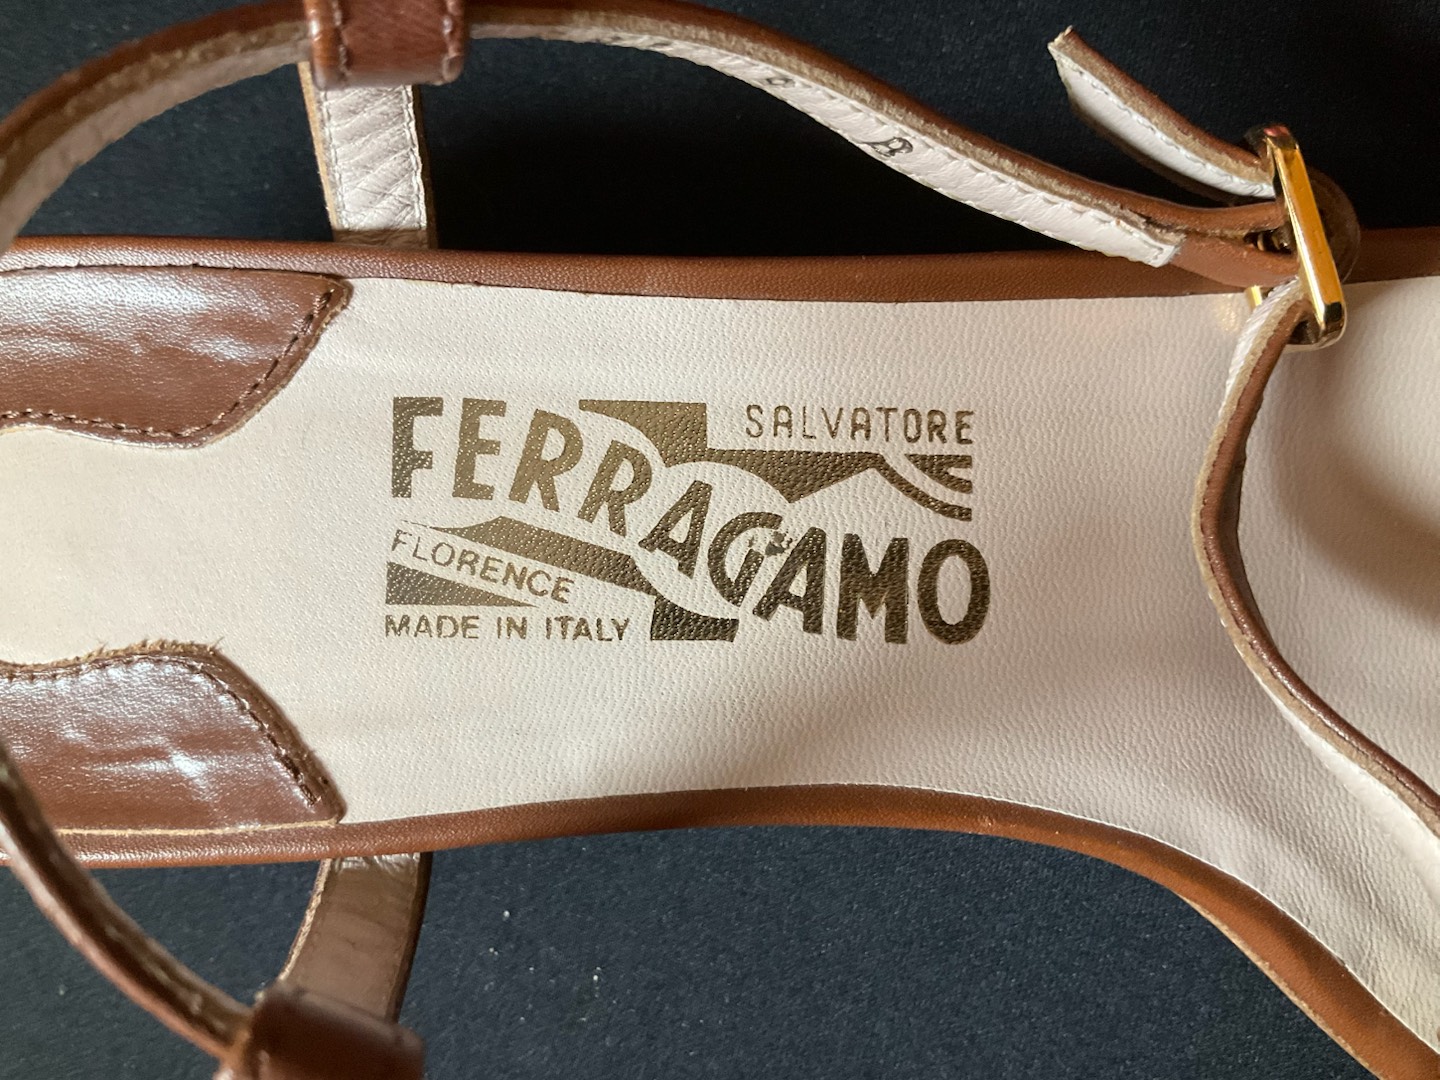 SALVATORE
FERRAGAMO
FLORENCE
MADE IN ITALY